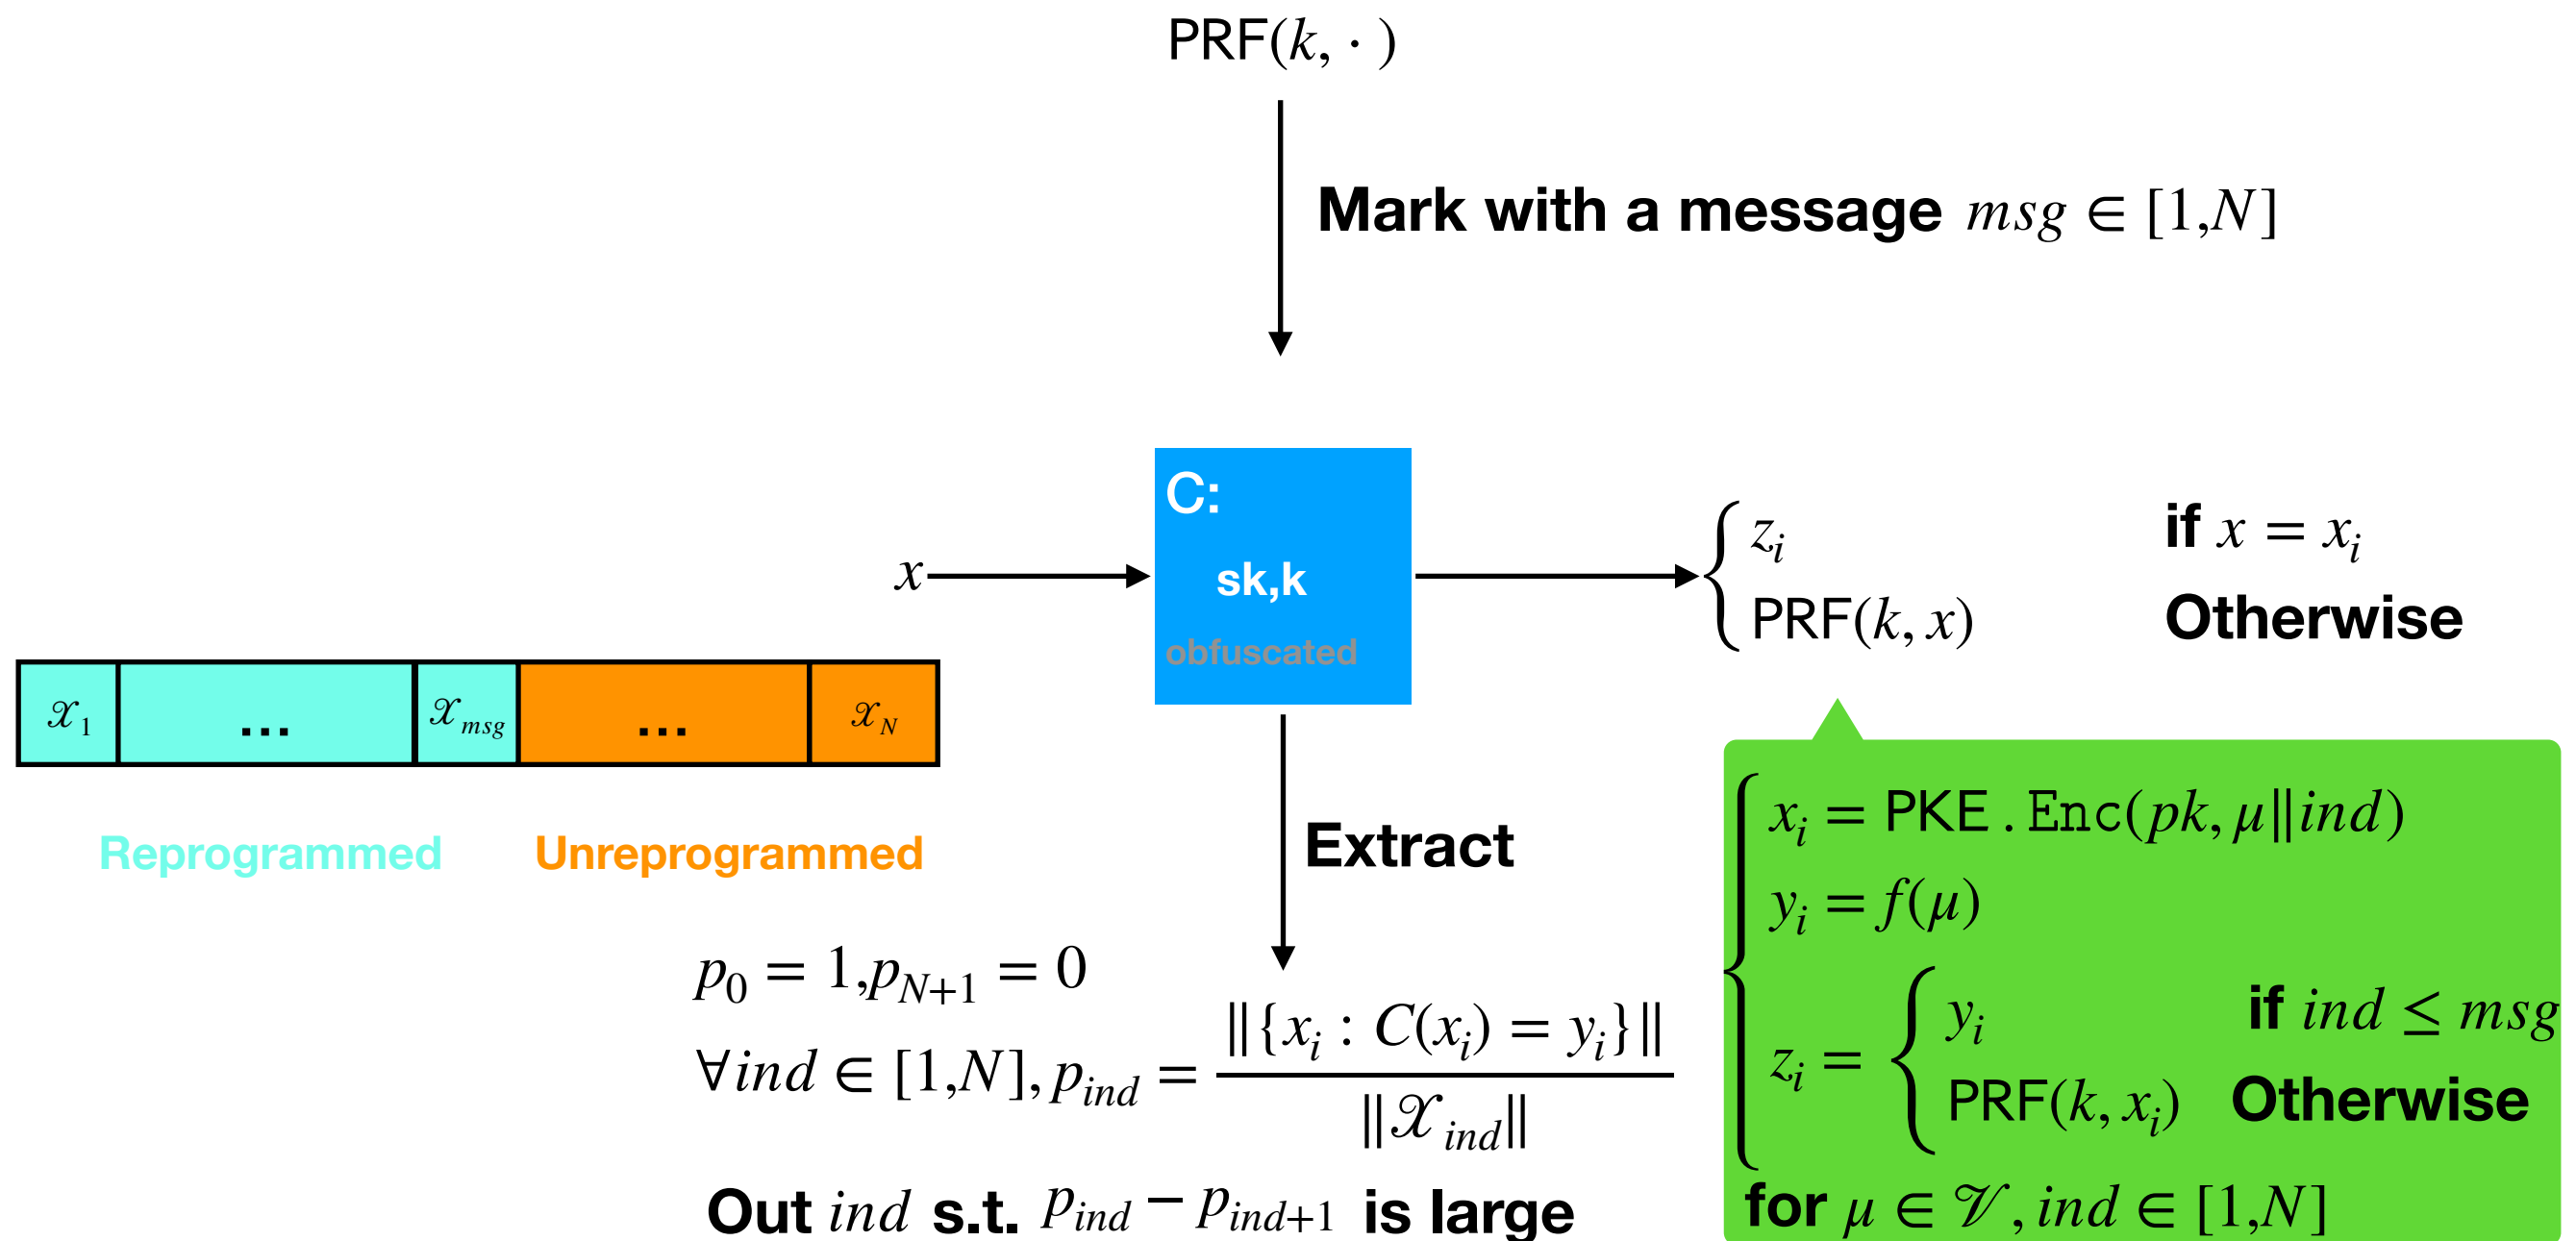 PRF(k, · )
Mark with a message msg ∈ [1,N]
C:
sk,k
obfuscated
x
z_i if x = x_i
PRF(k, x) Otherwise
𝒳_1 ... 𝒳_msg ... 𝒳_N
Reprogrammed Unreprogrammed
Extract
p_0 = 1,p_{N+1} = 0
∀ind ∈ [1,N], p_ind = ‖{x_i : C(x_i) = y_i}‖ / ‖𝒳_ind‖
Out ind s.t. p_ind − p_{ind+1} is large
x_i = PKE.Enc(pk, μ‖ind)
y_i = f(μ)
z_i = { y_i if ind ≤ msg
PRF(k, x_i) Otherwise
for μ ∈ 𝒱, ind ∈ [1,N]